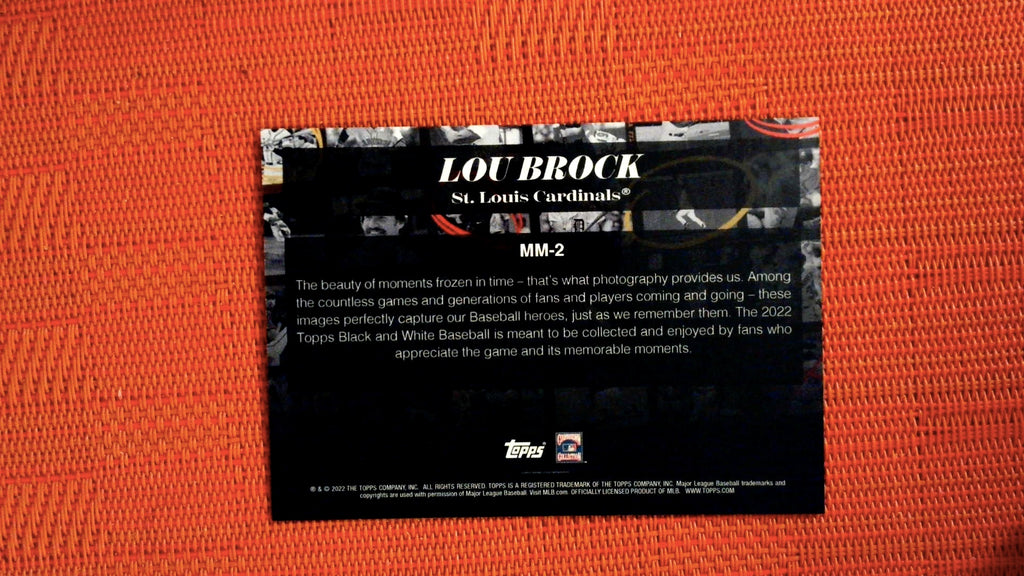 LOU BROCK
St. Louis Cardinals®
MM-2
The beauty of moments frozen in time – that's what photography provides us. Among
the countless games and generations of fans and players coming and going – these
images perfectly capture our Baseball heroes, just as we remember them. The 2022
Topps Black and White Baseball is meant to be collected and enjoyed by fans who
appreciate the game and its memorable moments.
topps®
® & © 2022 THE TOPPS COMPANY, INC. ALL RIGHTS RESERVED. TOPPS IS A REGISTERED TRADEMARK OF THE TOPPS COMPANY, INC. Major League Baseball trademarks and
copyrights are used with permission of Major League Baseball. Visit MLB.com. OFFICIALLY LICENSED PRODUCT OF MLB. WWW.TOPPS.COM